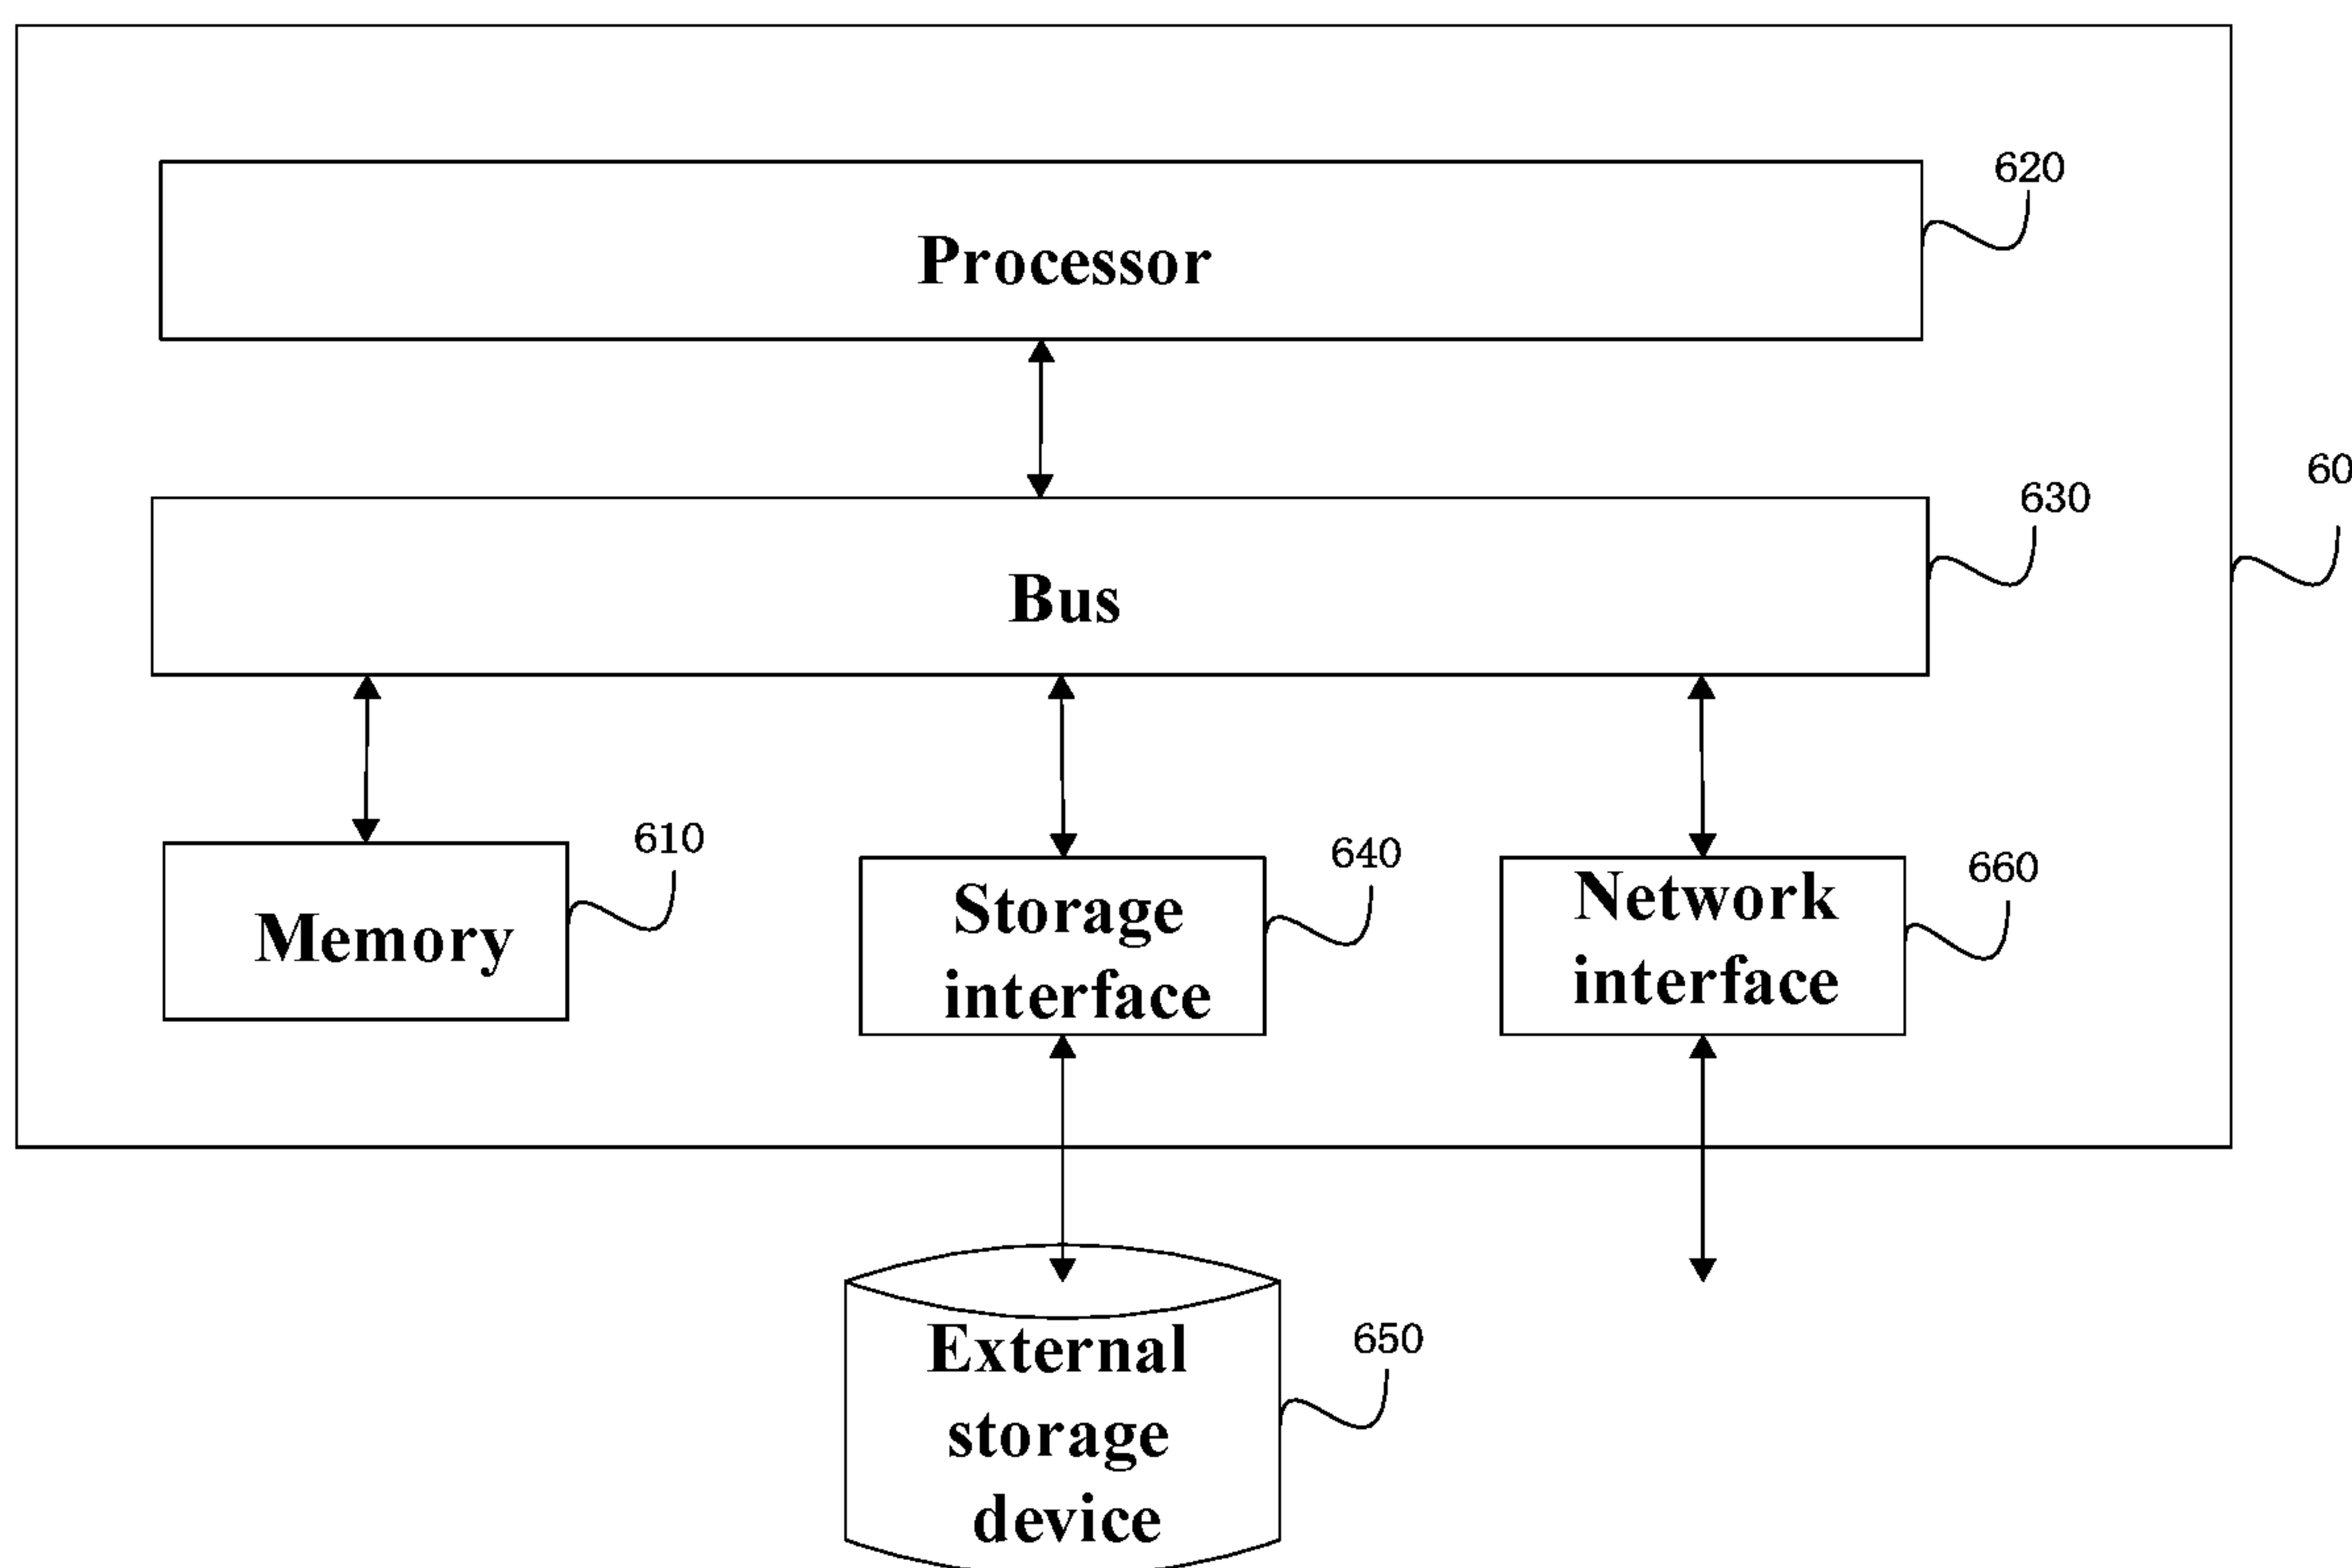 620
Processor
60
630
Bus
610
640
660
Memory
Storage
interface
Network
interface
650
External
storage
device